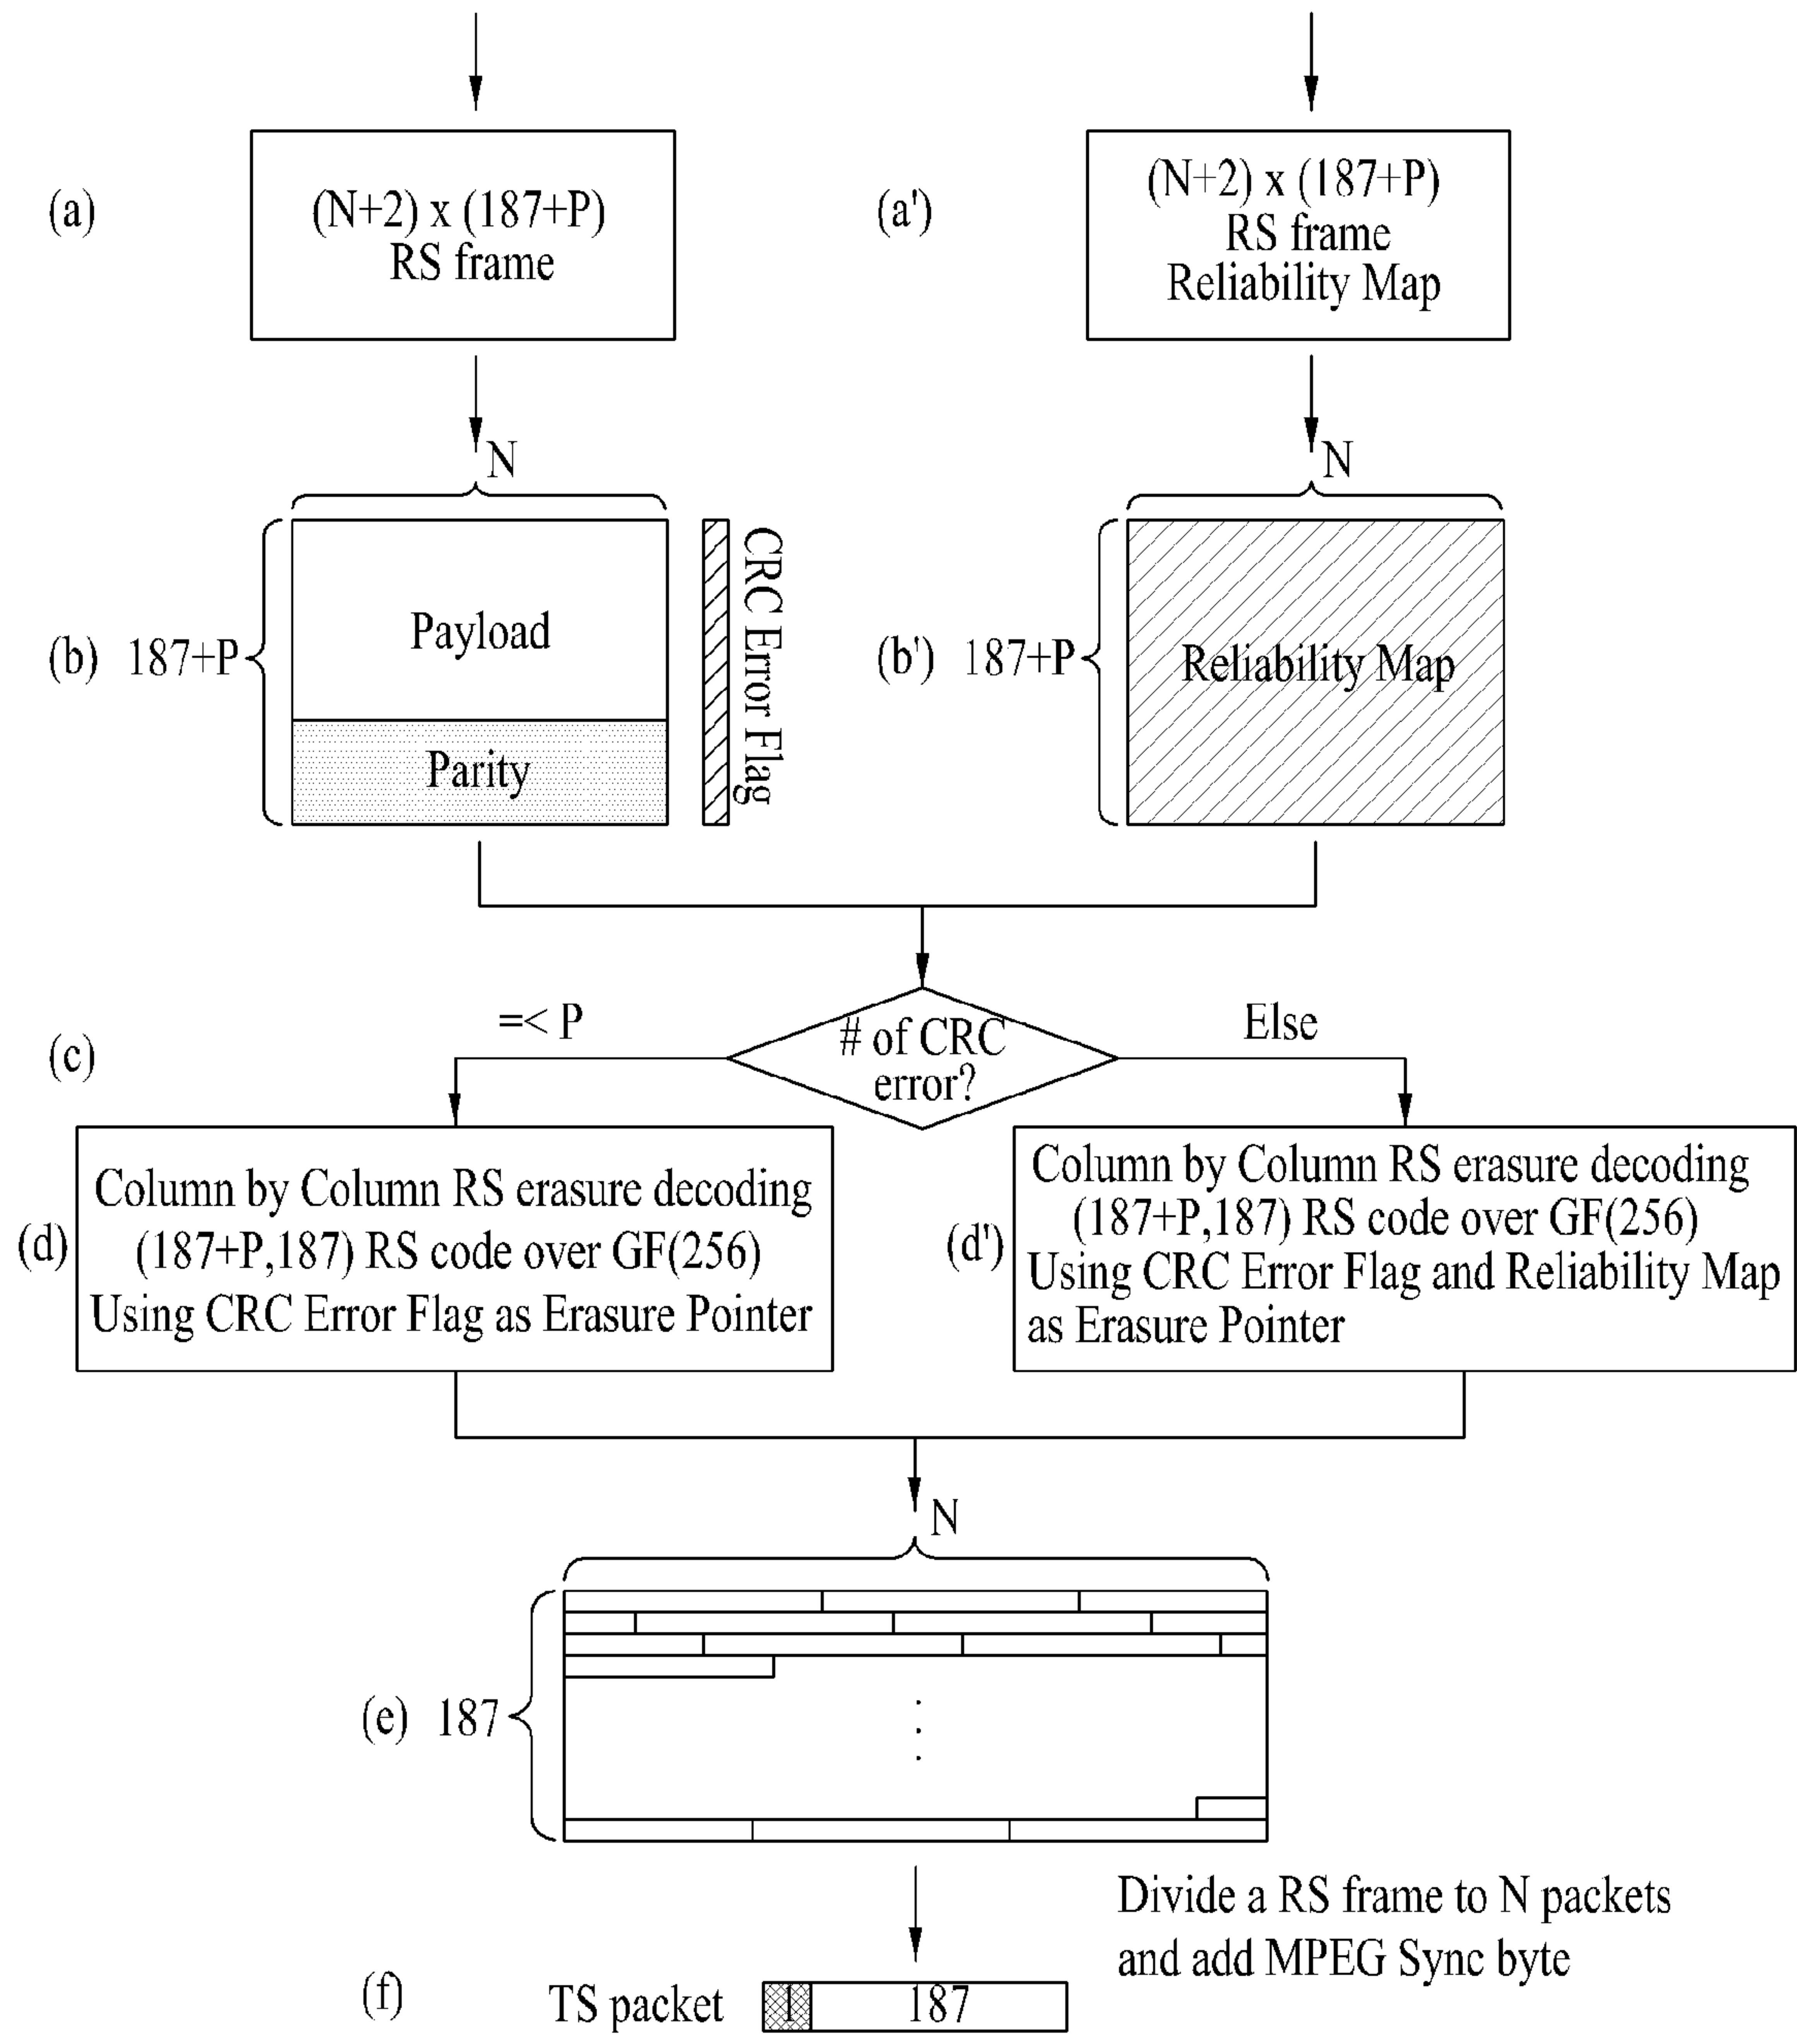 (a)
(N+2) x (187+P)
RS frame
(a')
(N+2) x (187+P)
RS frame
Reliability Map
N
N
(b)
187+P
Payload
Parity
CRC Error Flag
(b')
187+P
Reliability Map
(c)
=< P
# of CRC
error?
Else
(d)
Column by Column RS erasure decoding
(187+P,187) RS code over GF(256)
Using CRC Error Flag as Erasure Pointer
(d')
Column by Column RS erasure decoding
(187+P,187) RS code over GF(256)
Using CRC Error Flag and Reliability Map
as Erasure Pointer
N
(e)
187
Divide a RS frame to N packets
and add MPEG Sync byte
(f)
TS packet
1
187